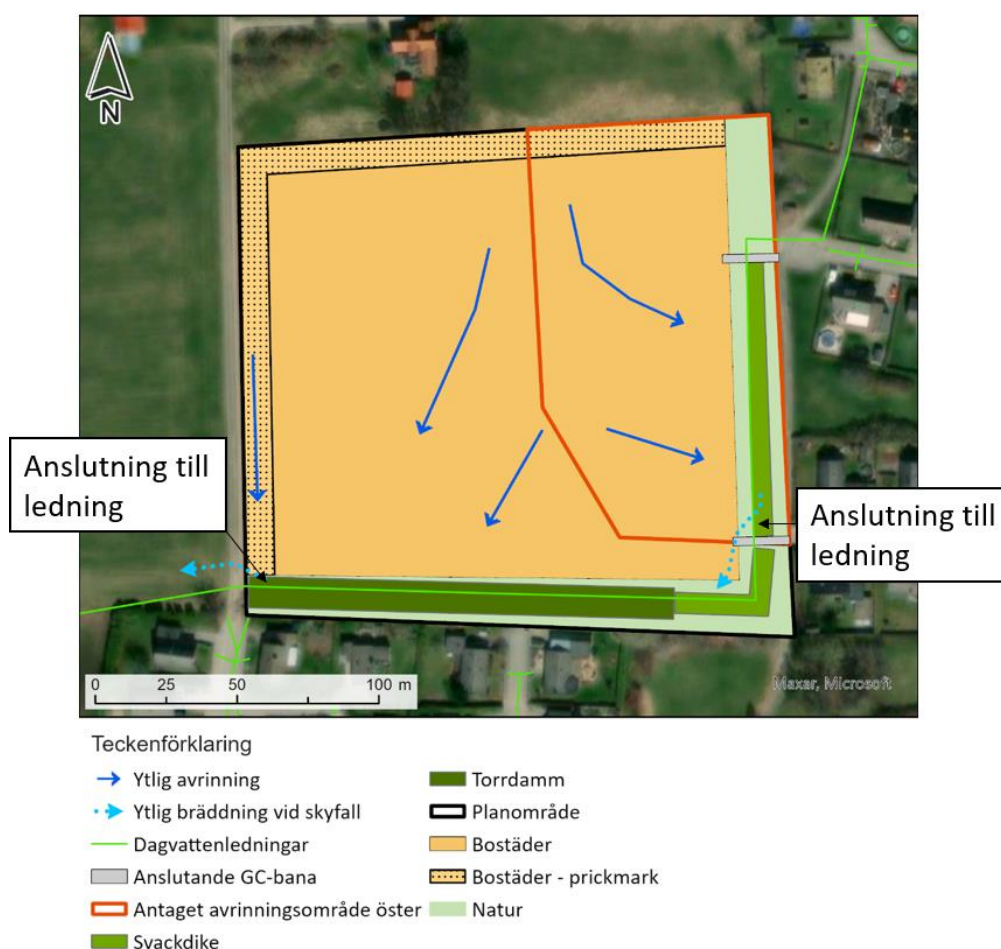 N
Anslutning till
ledning
Anslutning till
ledning
0 25 50 100 m
Maxar, Microsoft
Teckenförklaring
Ytlig avrinning
Ytlig bräddning vid skyfall
Dagvattenledningar
Anslutande GC-bana
Antaget avrinningsområde öster
Svackdike
Torrdamm
Planområde
Bostäder
Bostäder - prickmark
Natur